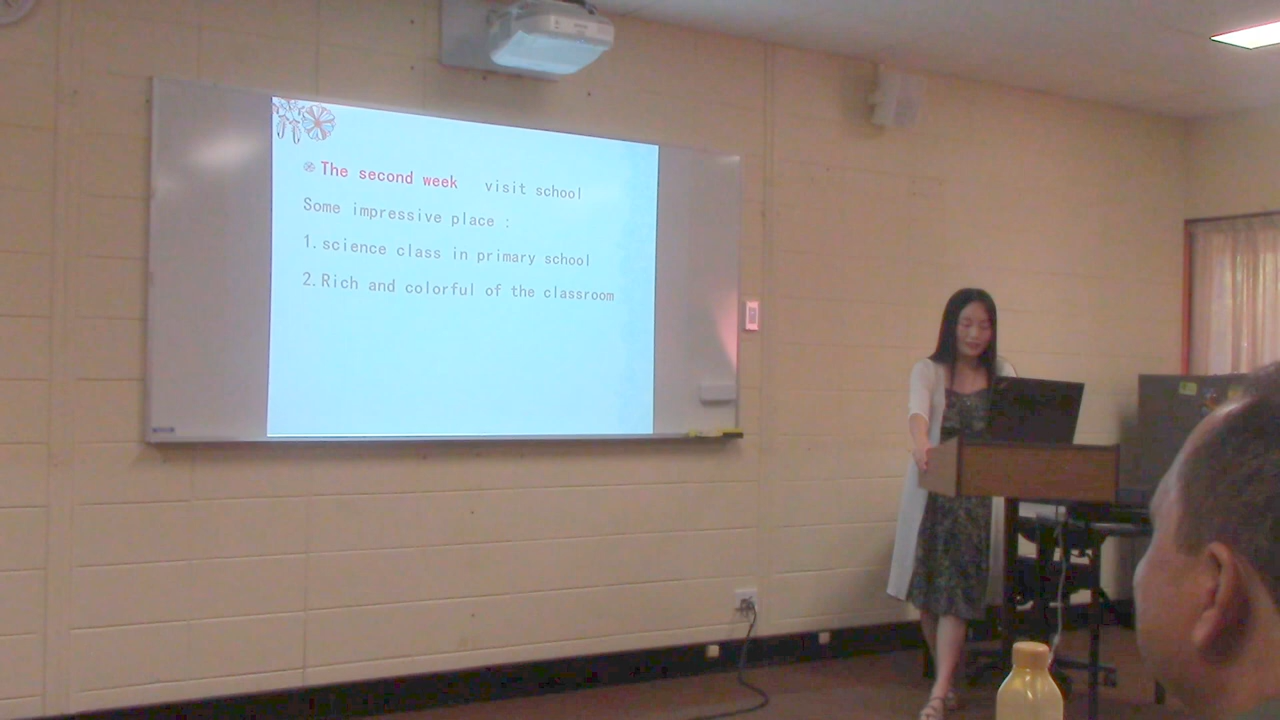 The second week visit school
Some impressive place :
1.science class in primary school
2.Rich and colorful of the classroom